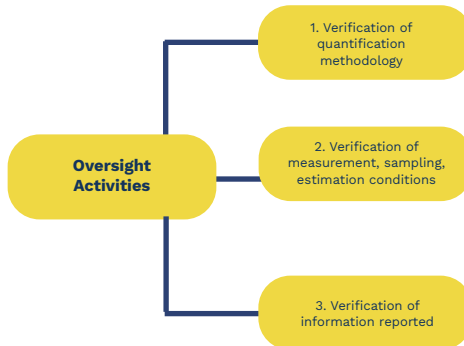 1. Verification of
quantification
methodology
Oversight
Activities
2. Verification of
measurement, sampling,
estimation conditions
3. Verification of
information reported